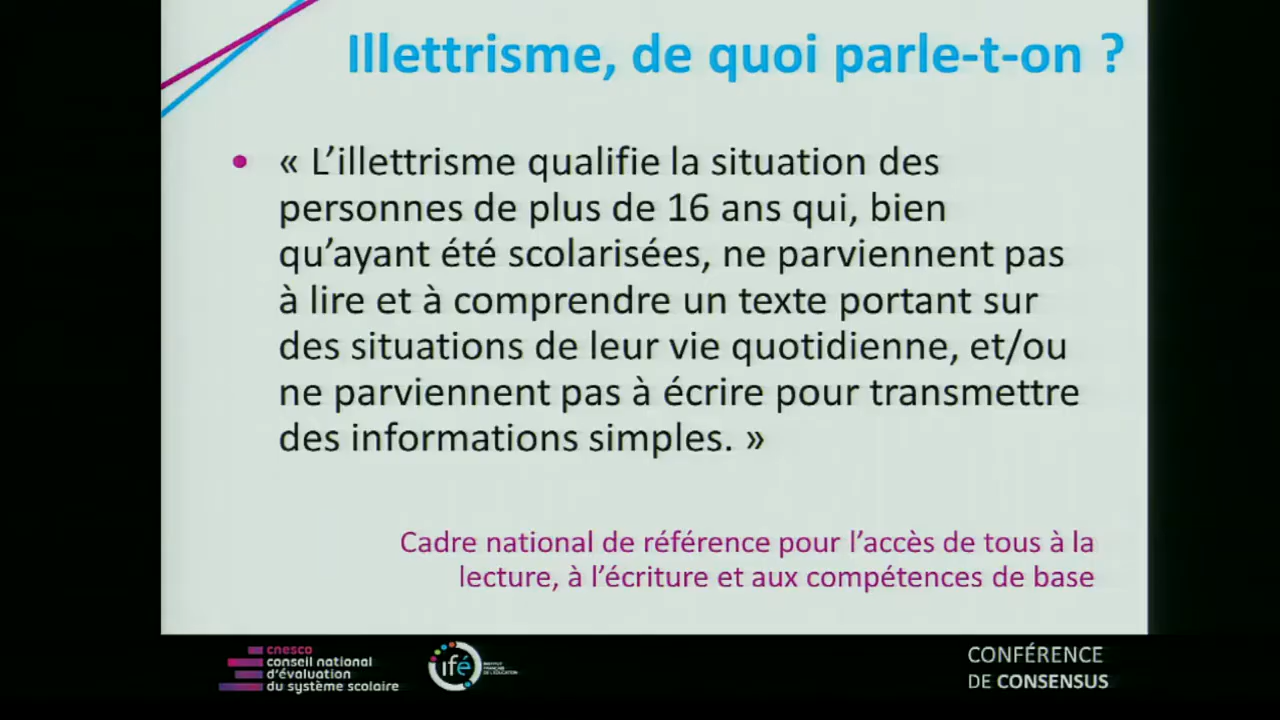 Illettrisme, de quoi parle-t-on ?
• « L’illettrisme qualifie la situation des
personnes de plus de 16 ans qui, bien
qu’ayant été scolarisées, ne parviennent pas
à lire et à comprendre un texte portant sur
des situations de leur vie quotidienne, et/ou
ne parviennent pas à écrire pour transmettre
des informations simples. »
Cadre national de référence pour l’accès de tous à la
lecture, à l’écriture et aux compétences de base
cnesco
conseil national
d’évaluation
du système scolaire
ifé
INSTITUT
FRANÇAIS
DE L’ÉDUCATION
CONFÉRENCE
DE CONSENSUS